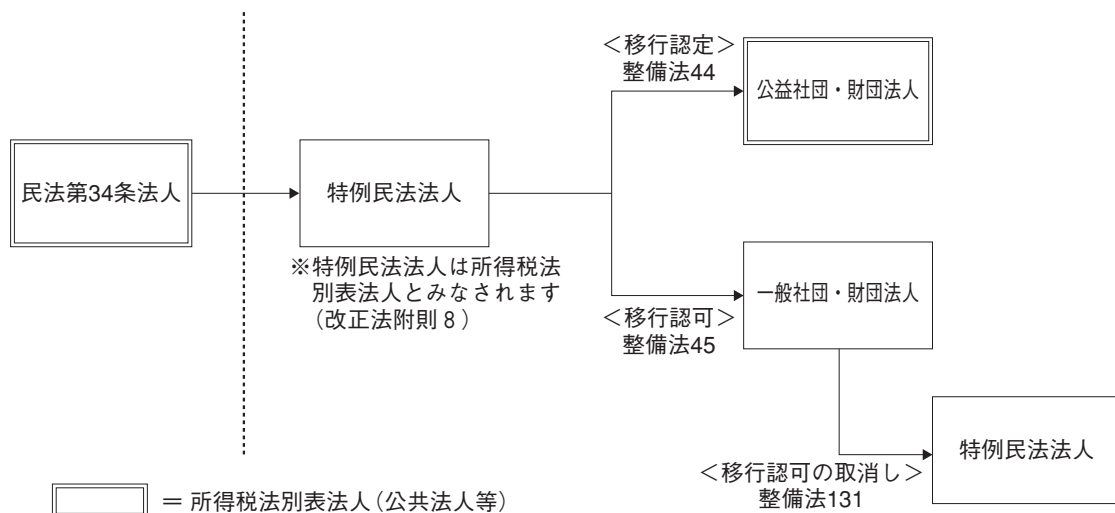 ＜移行認定＞
整備法44
公益社団・財団法人
民法第34条法人
特例民法法人
※特例民法法人は所得税法
別表法人とみなされます
（改正法附則８）
＜移行認可＞
整備法45
一般社団・財団法人
＜移行認可の取消し＞
整備法131
特例民法法人
＝ 所得税法別表法人（公共法人等）